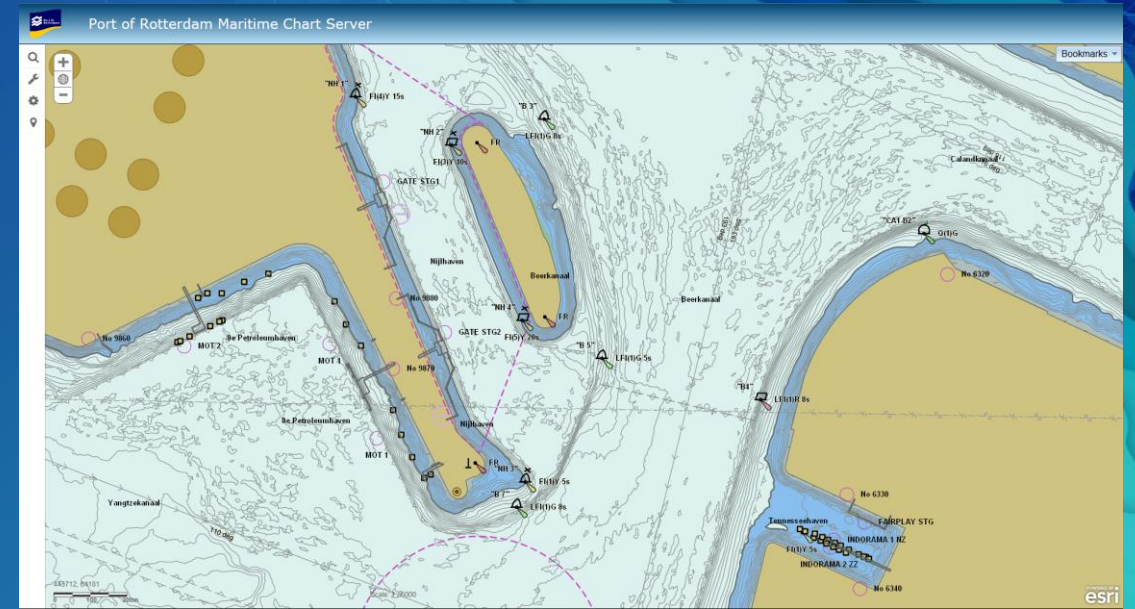 Port of Rotterdam Maritime Chart Server
Bookmarks
"NH 1"
Fl(4)Y 15s
"B 3"
"NH 2"
LFl(1)G 8s
FR
Fl(3)Y 10s
Calandkanaal
GATE STG1
"CA1-B2"
Q(1)G
Nijlhaven
Beerkanaal
No 6320
No 9880
Beerkanaal
"NH 4"
FR
GATE STG2
Fl(5)Y 20s
No 9860
8e Petroleumhaven
MOT 2
"B 5"
MOT 1
LFl(1)G 5s
No 9870
"B4"
LFl(1)R 8s
8e Petroleumhaven
Nijlhaven
MOT 1
FR
"NH 3"
Fl(1)Y 5s
"B 7"
LFl(1)G 8s
No 6330
Yangtzekanaal
Tennesseehaven
FAIRPLAY STG
110 deg
INDORAMA 1 NZ
Fl(1)Y 5s
INDORAMA 2 ZZ
No 6340
esri